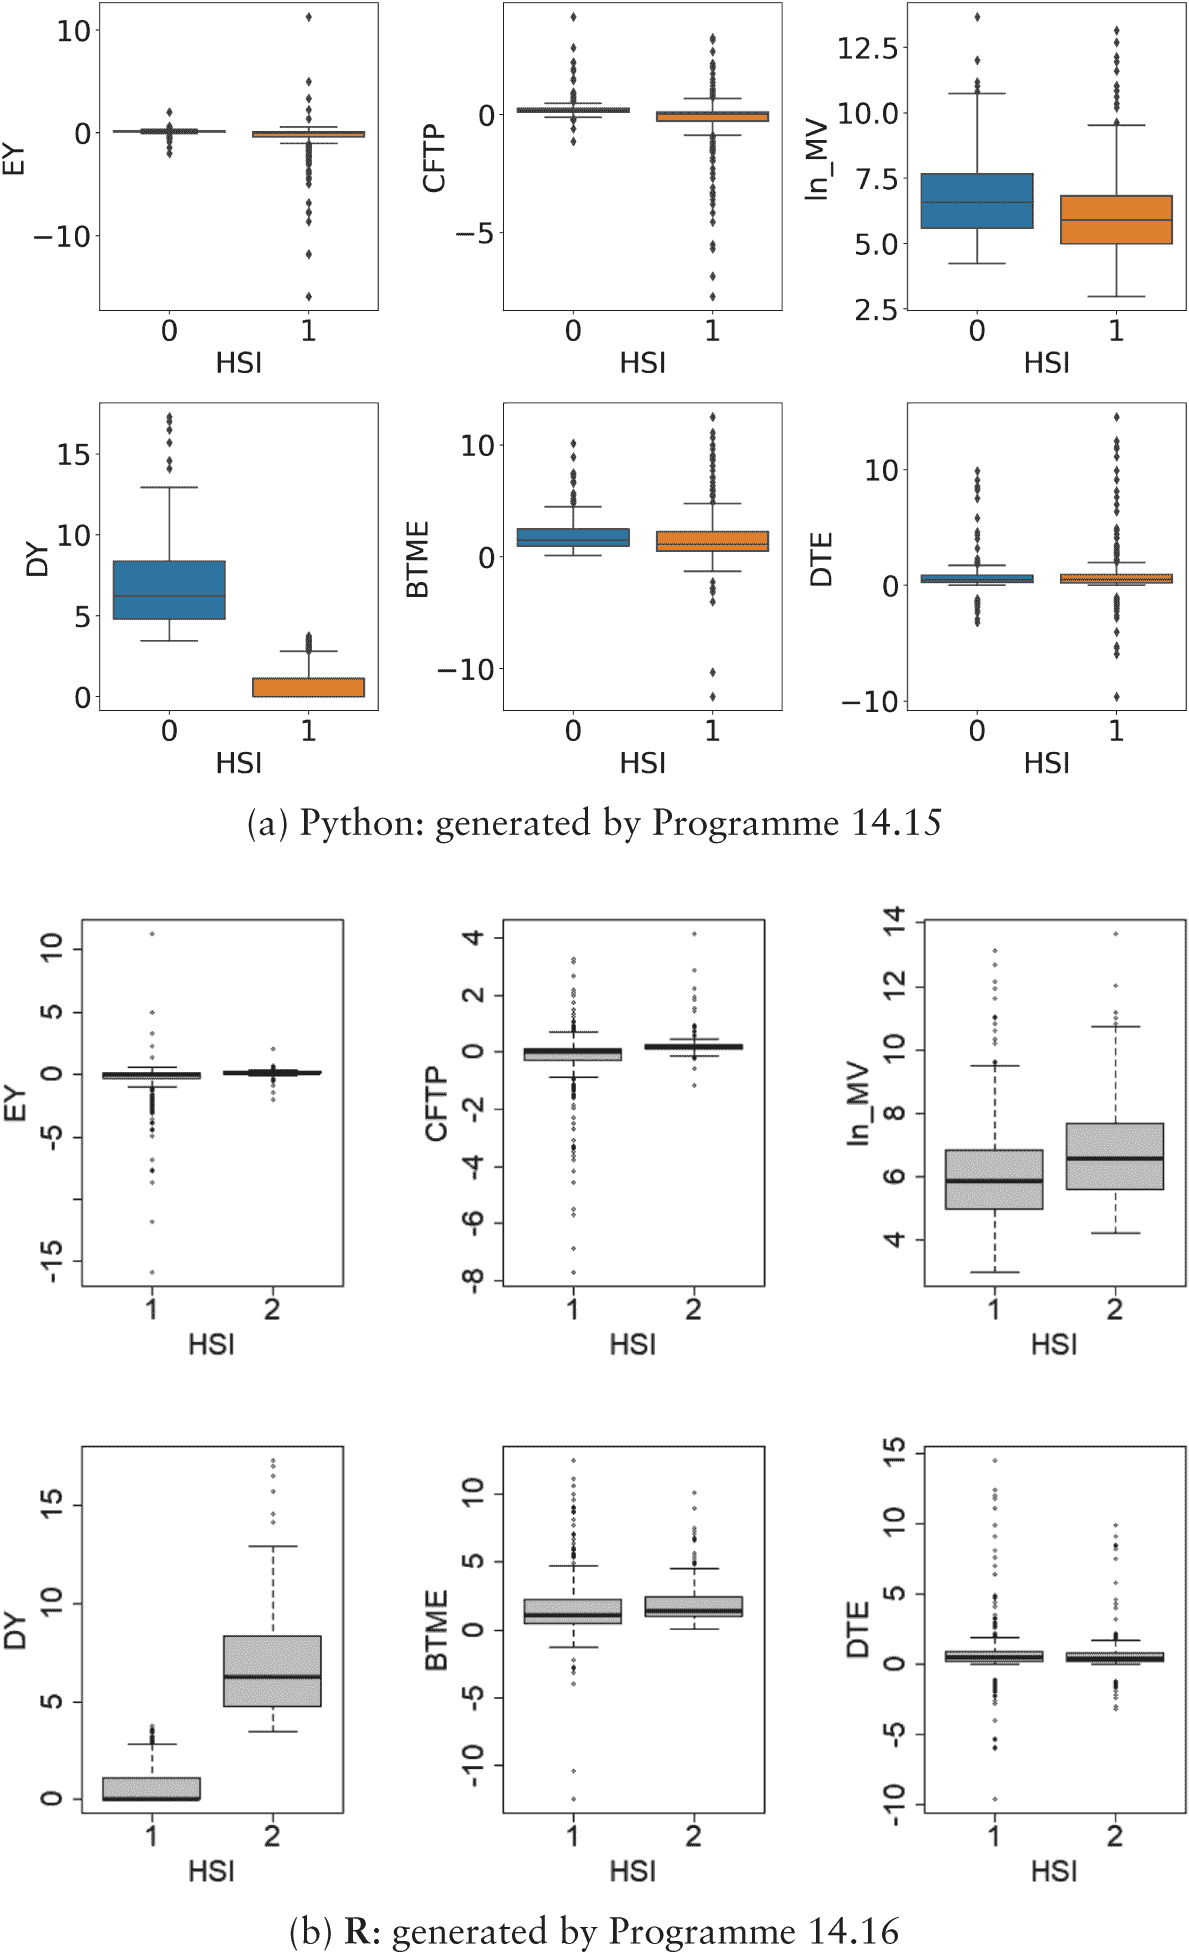 10
0
−10
EY
0 1
HSI
0
−5
CFTP
0 1
HSI
12.5
10.0
7.5
5.0
2.5
ln_MV
0 1
HSI
15
10
5
0
DY
0 1
HSI
10
0
−10
BTME
0 1
HSI
10
0
−10
DTE
0 1
HSI
(a) Python: generated by Programme 14.15
10
5
0
-5
-15
EY
1 2
HSI
4
2
0
-2
-4
-6
-8
CFTP
1 2
HSI
14
12
10
8
6
4
ln_MV
1 2
HSI
15
10
5
0
DY
1 2
HSI
10
5
0
-5
-10
BTME
1 2
HSI
15
10
5
0
-5
-10
DTE
1 2
HSI
(b) R: generated by Programme 14.16